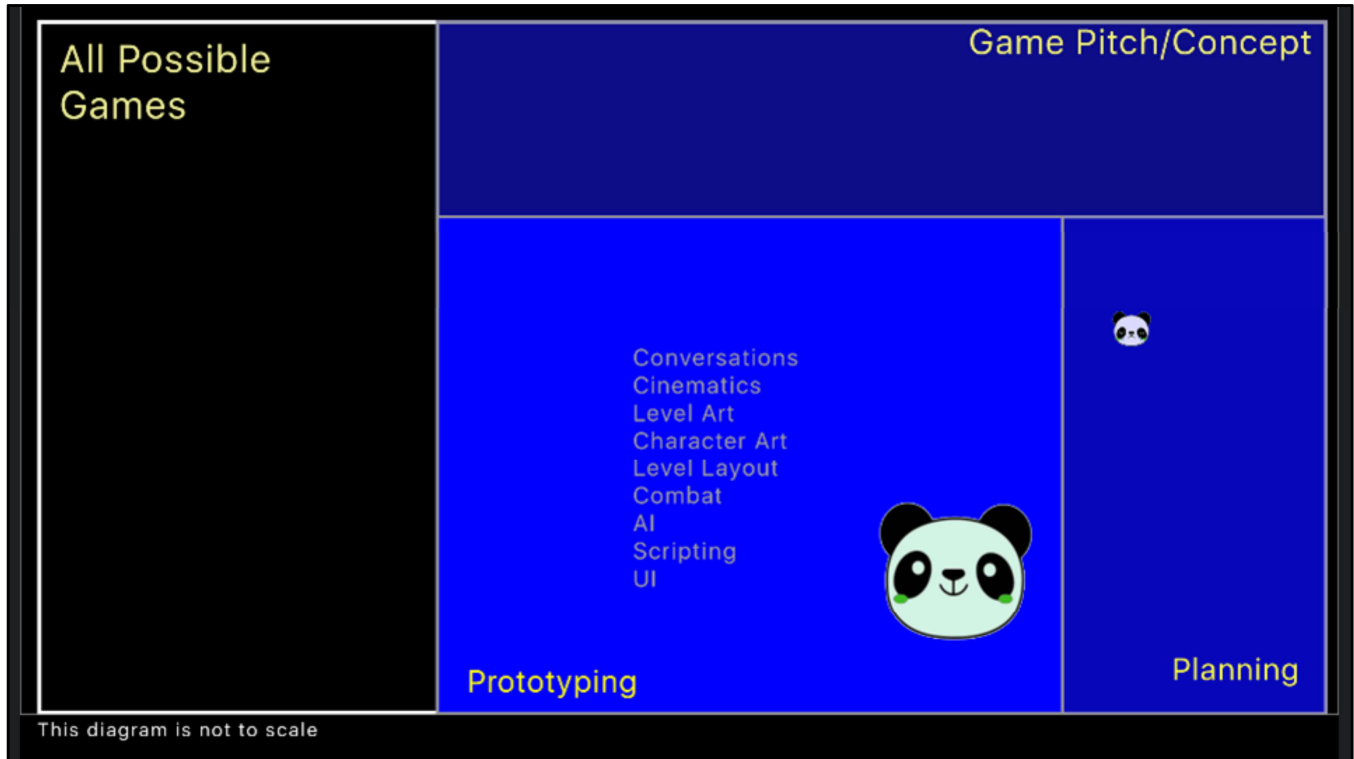 All Possible
Games
Game Pitch/Concept
Conversations
Cinematics
Level Art
Character Art
Level Layout
Combat
AI
Scripting
UI
Prototyping
Planning
This diagram is not to scale